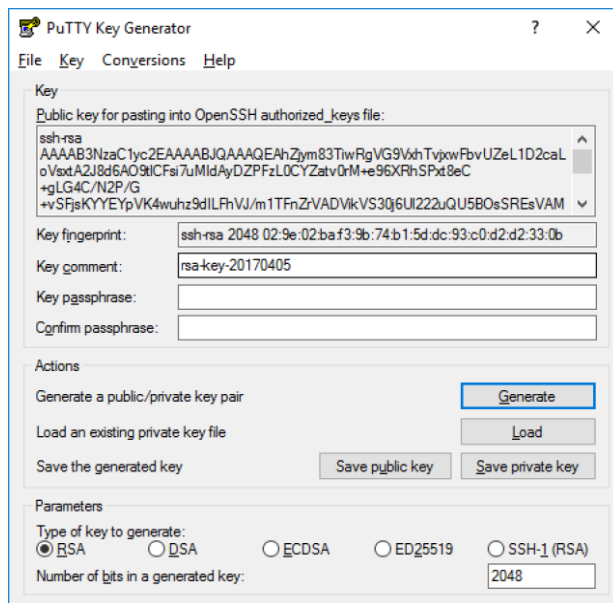 PuTTY Key Generator
File Key Conversions Help
Key
Public key for pasting into OpenSSH authorized_keys file:
ssh-rsa
AAAAB3NzaC1yc2EAAAABJQAAAQEAhZjym83TiwRgVG9VxhTvjxwFbvUZeL1D2caL
oVsxtA2J8d6AO9tlCFsi7uMldAyDZPFzL0CYZatv0rM+e96XRhSPxt8eC
+gLG4C/N2P/G
+vSFjsKYYEYpVK4wuhz9dILFhVJ/m1TFnZrVADVikVS30j6Ul222uQU5BOsSREsVAM
Key fingerprint: ssh-rsa 2048 02:9e:02:ba:f3:9b:74:b1:5d:dc:93:c0:d2:d2:33:0b
Key comment: rsa-key-20170405
Key passphrase:
Confirm passphrase:
Actions
Generate a public/private key pair Generate
Load an existing private key file Load
Save the generated key Save public key Save private key
Parameters
Type of key to generate:
RSA DSA ECDSA ED25519 SSH-1 (RSA)
Number of bits in a generated key: 2048